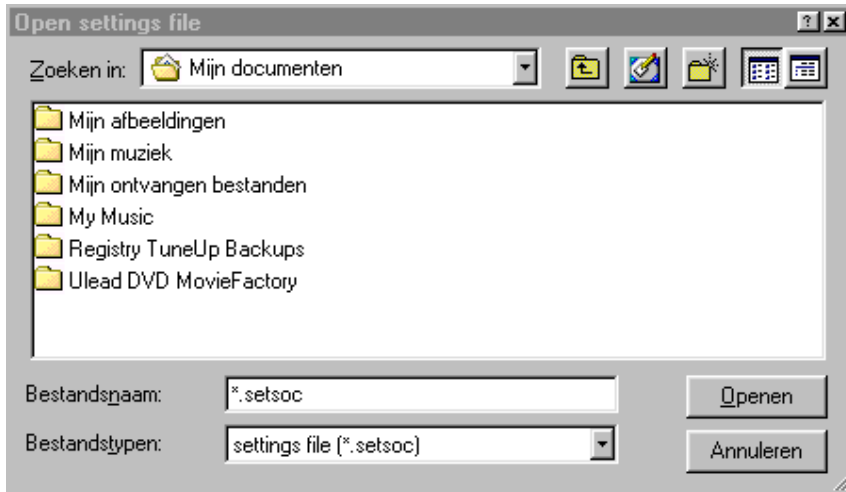 Open settings file
Zoeken in: Mijn documenten
Mijn afbeeldingen
Mijn muziek
Mijn ontvangen bestanden
My Music
Registry TuneUp Backups
Ulead DVD MovieFactory
Bestandsnaam: *.setsoc Openen
Bestandstypen: settings file (*.setsoc) Annuleren